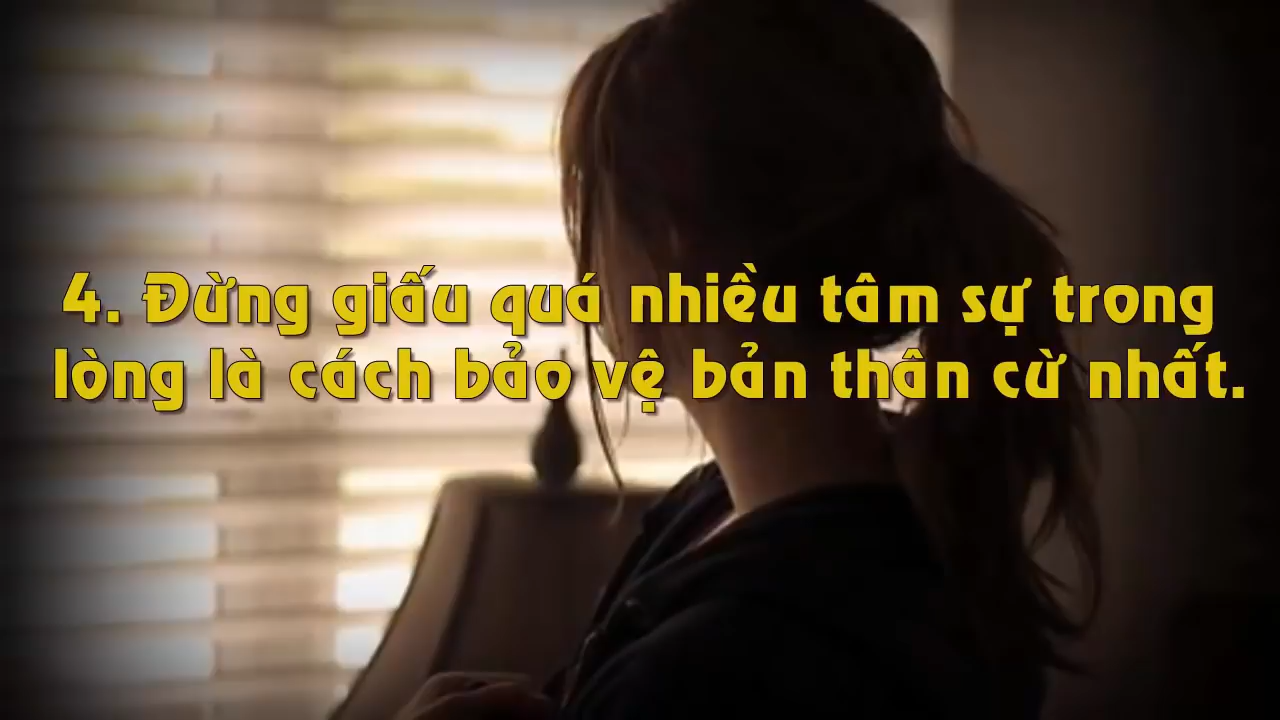 4. Đừng giấu quá nhiều tâm sự trong
lòng là cách bảo vệ bản thân cừ nhất.